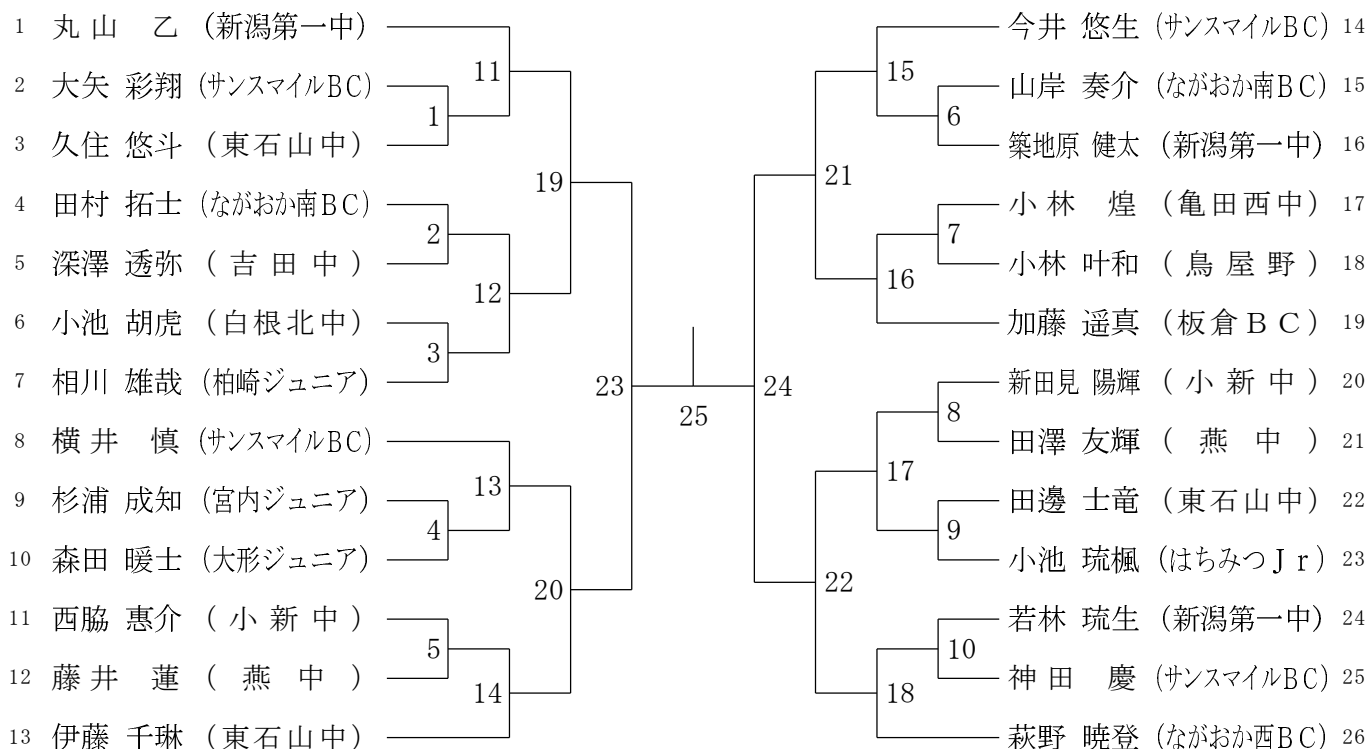 1 丸山 乙 (新潟第一中)
2 大矢 彩翔 (サンスマイルBC)
3 久住 悠斗 (東石山中)
4 田村 拓士 (ながおか南BC)
5 深澤 透弥 (吉田中)
6 小池 胡虎 (白根北中)
7 相川 雄哉 (柏崎ジュニア)
8 横井 慎 (サンスマイルBC)
9 杉浦 成知 (宮内ジュニア)
10 森田 暖士 (大形ジュニア)
11 西脇 惠介 (小新中)
12 藤井 蓮 (燕中)
13 伊藤 千琳 (東石山中)
11
1
19
2
12
3
23
13
4
20
5
14
25
今井 悠生 (サンスマイルBC) 14
山岸 奏介 (ながおか南BC) 15
築地原 健太 (新潟第一中) 16
小林 煌 (亀田西中) 17
小林 叶和 (鳥屋野) 18
加藤 遥真 (板倉BC) 19
新田見 陽輝 (小新中) 20
田澤 友輝 (燕中) 21
田邊 士竜 (東石山中) 22
小池 琉楓 (はちみつJr) 23
若林 琉生 (新潟第一中) 24
神田 慶 (サンスマイルBC) 25
萩野 暁登 (ながおか西BC) 26
15
6
21
7
16
24
8
17
9
22
10
18